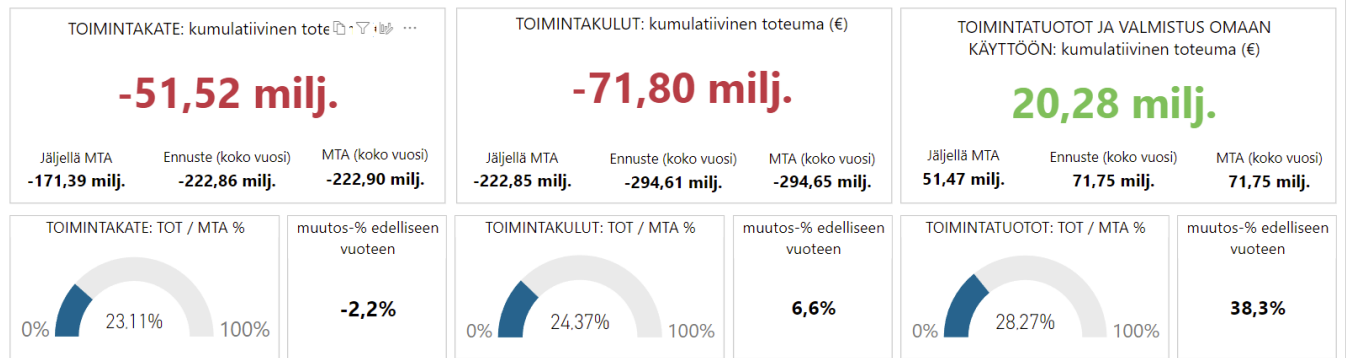 TOIMINTAKATE: kumulatiivinen
-51,52 milj.
Jäljellä MTA
-171,39 milj.
Ennuste (koko vuosi)
-222,86 milj.
MTA (koko vuosi)
-222,90 milj.
TOIMINTAKULUT: kumulatiivinen toteuma (€)
-71,80 milj.
Jäljellä MTA
-222,85 milj.
Ennuste (koko vuosi)
-294,61 milj.
MTA (koko vuosi)
-294,65 milj.
TOIMINTATUOTOT JA VALMISTUS OMAAN
KÄYTTÖÖN: kumulatiivinen toteuma (€)
20,28 milj.
Jäljellä MTA
51,47 milj.
Ennuste (koko vuosi)
71,75 milj.
MTA (koko vuosi)
71,75 milj.
TOIMINTAKATE: TOT / MTA %
0%
23.11%
100%
muutos-% edelliseen
vuoteen
-2,2%
TOIMINTAKULUT: TOT / MTA %
0%
24.37%
100%
muutos-% edelliseen
vuoteen
6,6%
TOIMINTATUOTOT: TOT / MTA %
0%
28.27%
100%
muutos-% edelliseen
vuoteen
38,3%